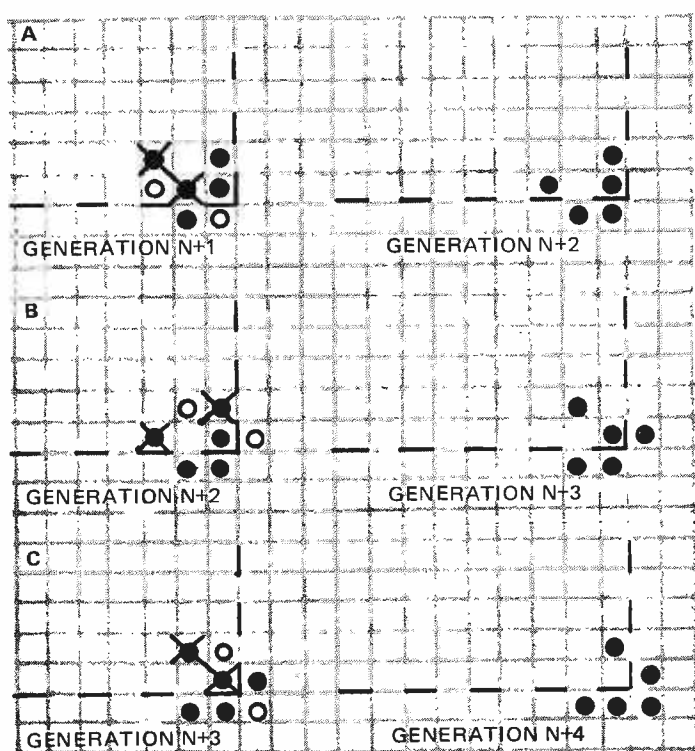 A
GENERATION N+1
GENERATION N+2
B
GENERATION N+2
GENERATION N+3
C
GENERATION N+3
GENERATION N+4